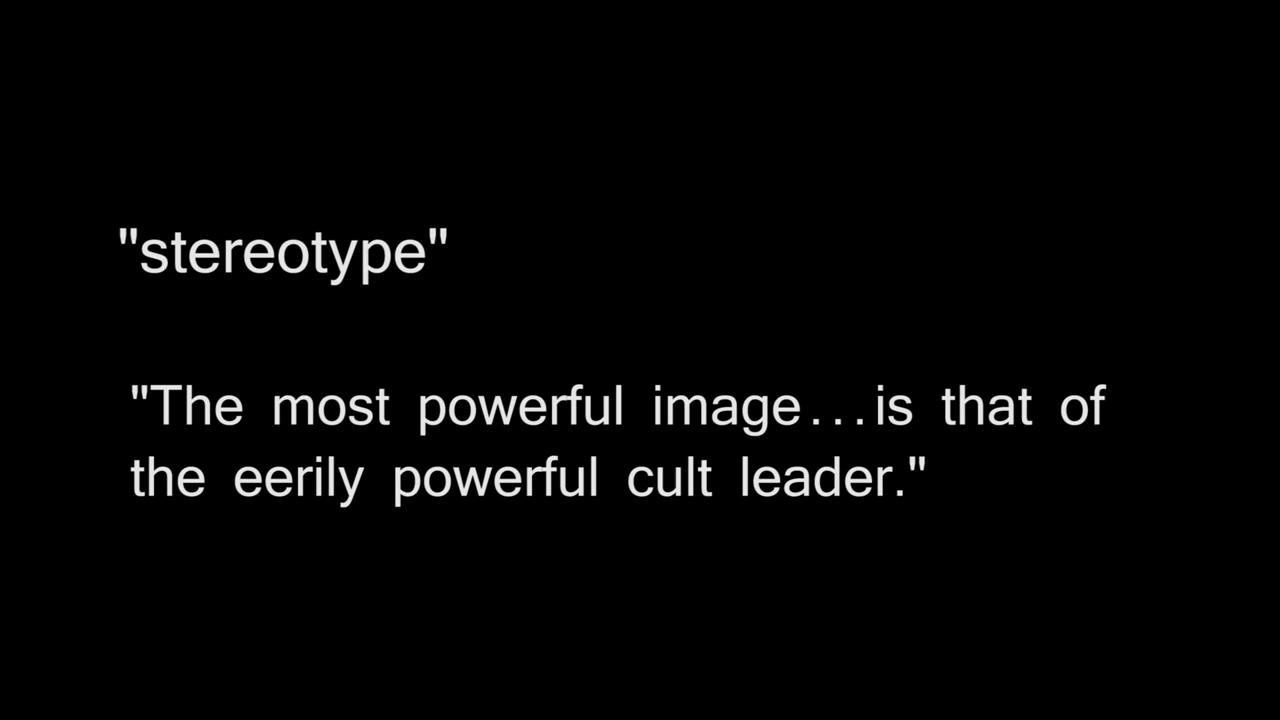 "stereotype"
"The most powerful image...is that of
the eerily powerful cult leader."